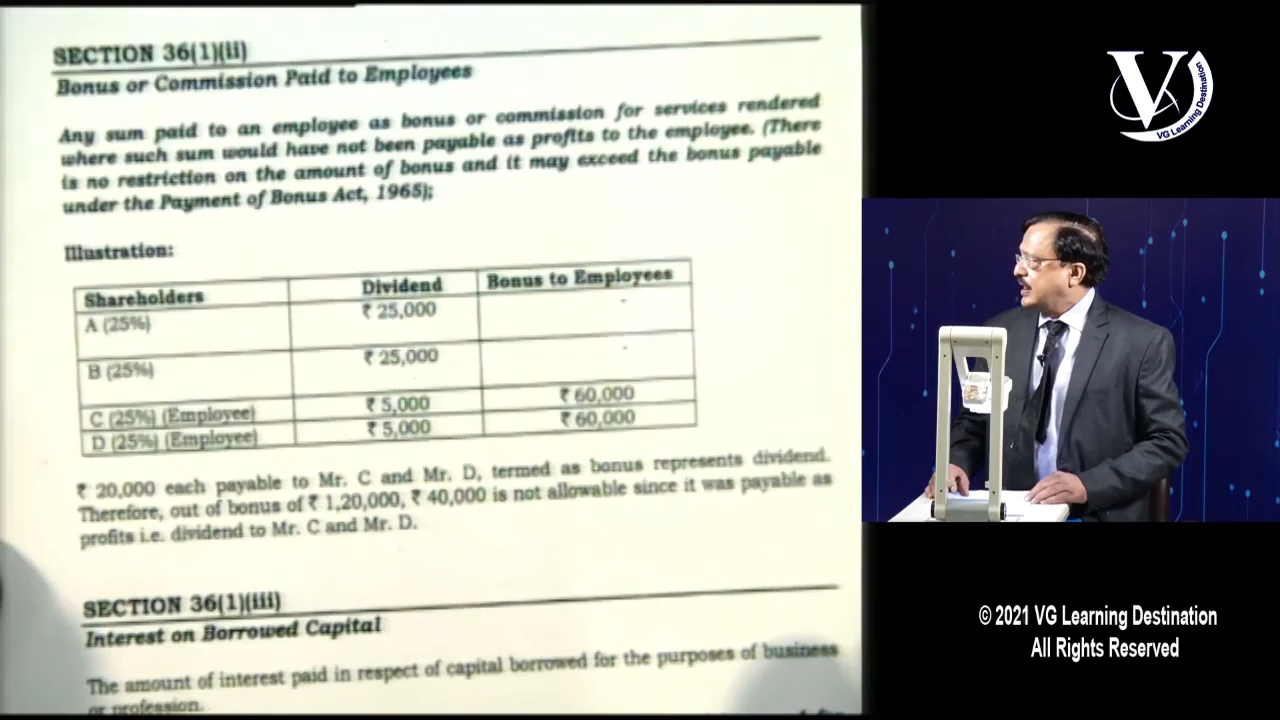 SECTION 36(1)(ii)
Bonus or Commission Paid to Employees
Any sum paid to an employee as bonus or commission for services rendered
where such sum would have not been payable as profits to the employee. (There
is no restriction on the amount of bonus and it may exceed the bonus payable
under the Payment of Bonus Act, 1965);
Illustration:
Shareholders Dividend Bonus to Employees
A (25%) ₹ 25,000 -
B (25%) ₹ 25,000 -
C (25%) (Employee) ₹ 5,000 ₹ 60,000
D (25%) (Employee) ₹ 5,000 ₹ 60,000
₹ 20,000 each payable to Mr. C and Mr. D, termed as bonus represents dividend.
Therefore, out of bonus of ₹ 1,20,000, ₹ 40,000 is not allowable since it was payable as
profits i.e. dividend to Mr. C and Mr. D.
SECTION 36(1)(iii)
Interest on Borrowed Capital
The amount of interest paid in respect of capital borrowed for the purposes of business
or profession.
V
VG Learning Destination
© 2021 VG Learning Destination
All Rights Reserved